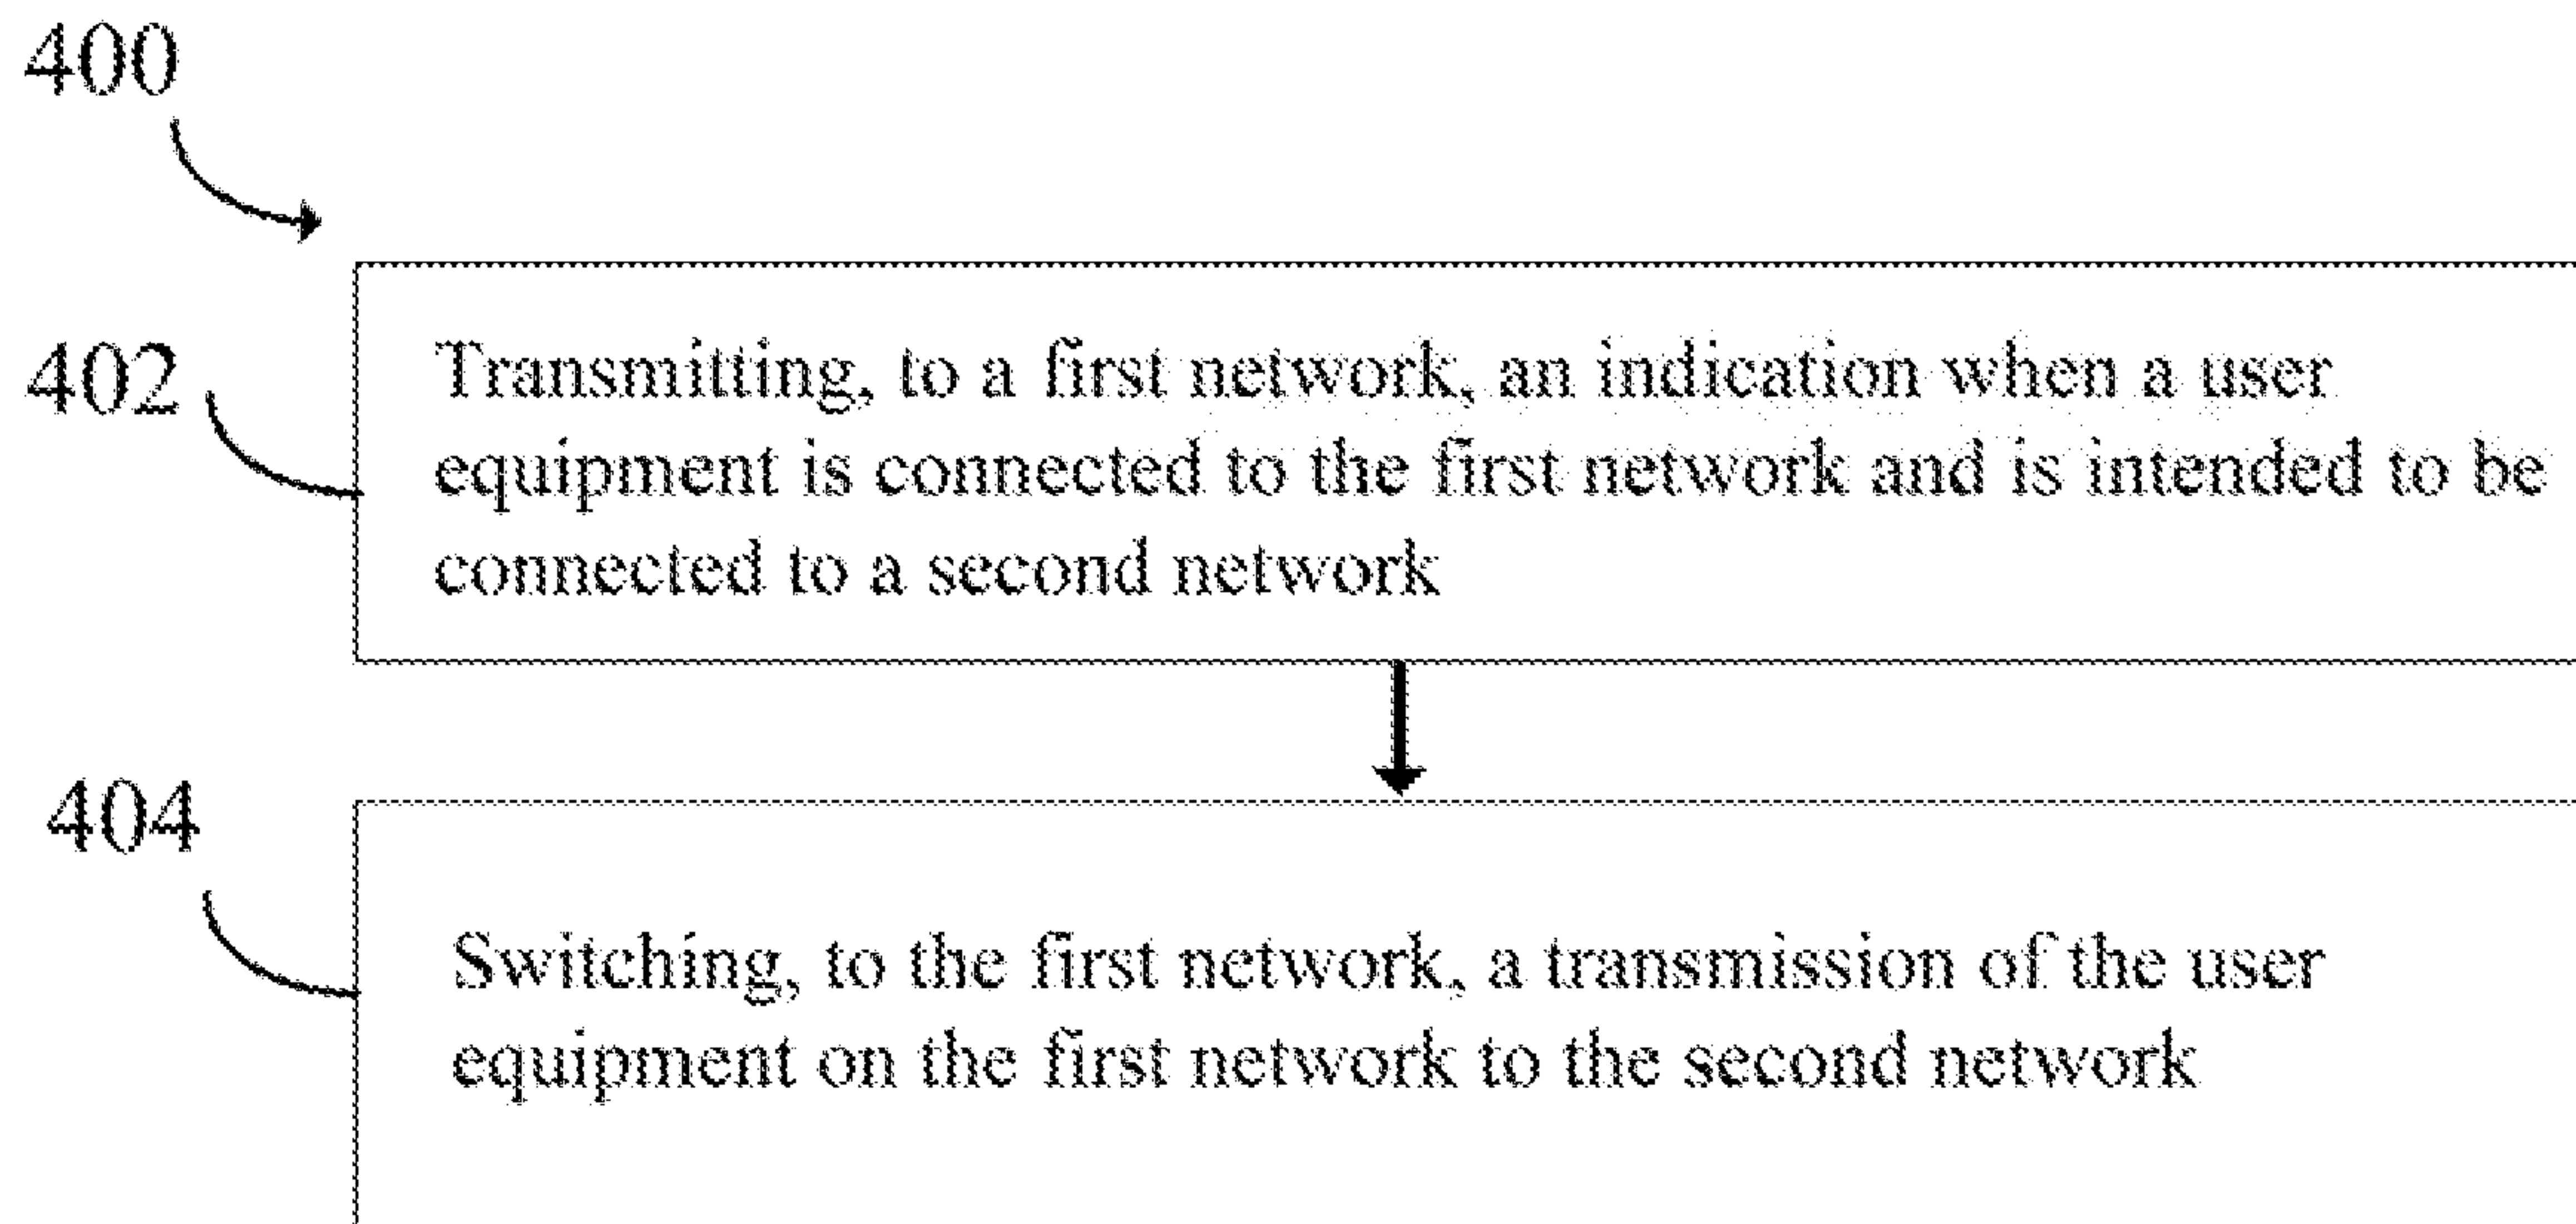 400
402
Transmitting, to a first network, an indication when a user
equipment is connected to the first network and is intended to be
connected to a second network
404
Switching, to the first network, a transmission of the user
equipment on the first network to the second network